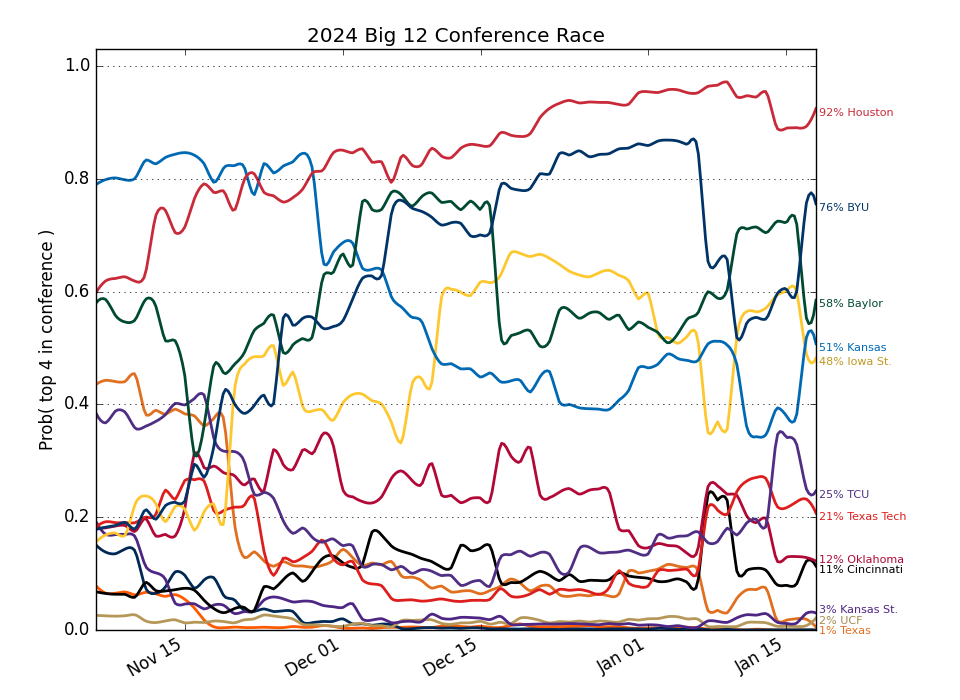 2024 Big 12 Conference Race
Prob( top 4 in conference )
1.0
0.8
0.6
0.4
0.2
0.0
Nov 15
Dec 01
Dec 15
Jan 01
Jan 15
92% Houston
76% BYU
58% Baylor
51% Kansas
48% Iowa St.
25% TCU
21% Texas Tech
12% Oklahoma
11% Cincinnati
3% Kansas St.
2% UCF
1% Texas